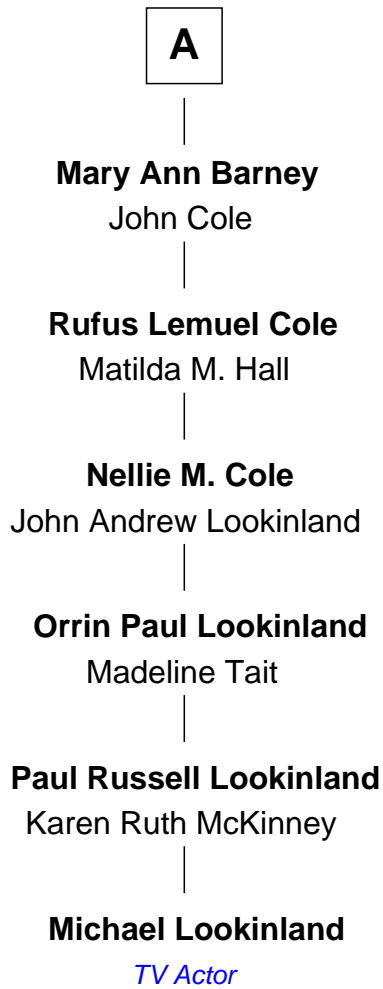 A
Mary Ann Barney
John Cole
Rufus Lemuel Cole
Matilda M. Hall
Nellie M. Cole
John Andrew Lookinland
Orrin Paul Lookinland
Madeline Tait
Paul Russell Lookinland
Karen Ruth McKinney
Michael Lookinland
TV Actor